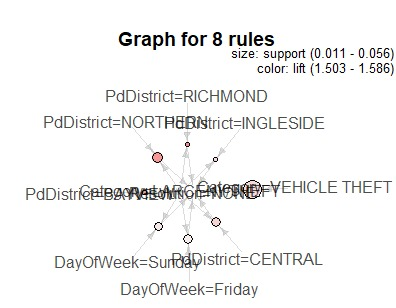 Graph for 8 rules
size: support (0.011 - 0.056)
color: lift (1.503 - 1.586)
PdDistrict=RICHMOND
PdDistrict=NORTHERN
PdDistrict=INGLESIDE
Category=VEHICLE THEFT
PdDistrict=CENTRAL
DayOfWeek=Sunday
DayOfWeek=Friday